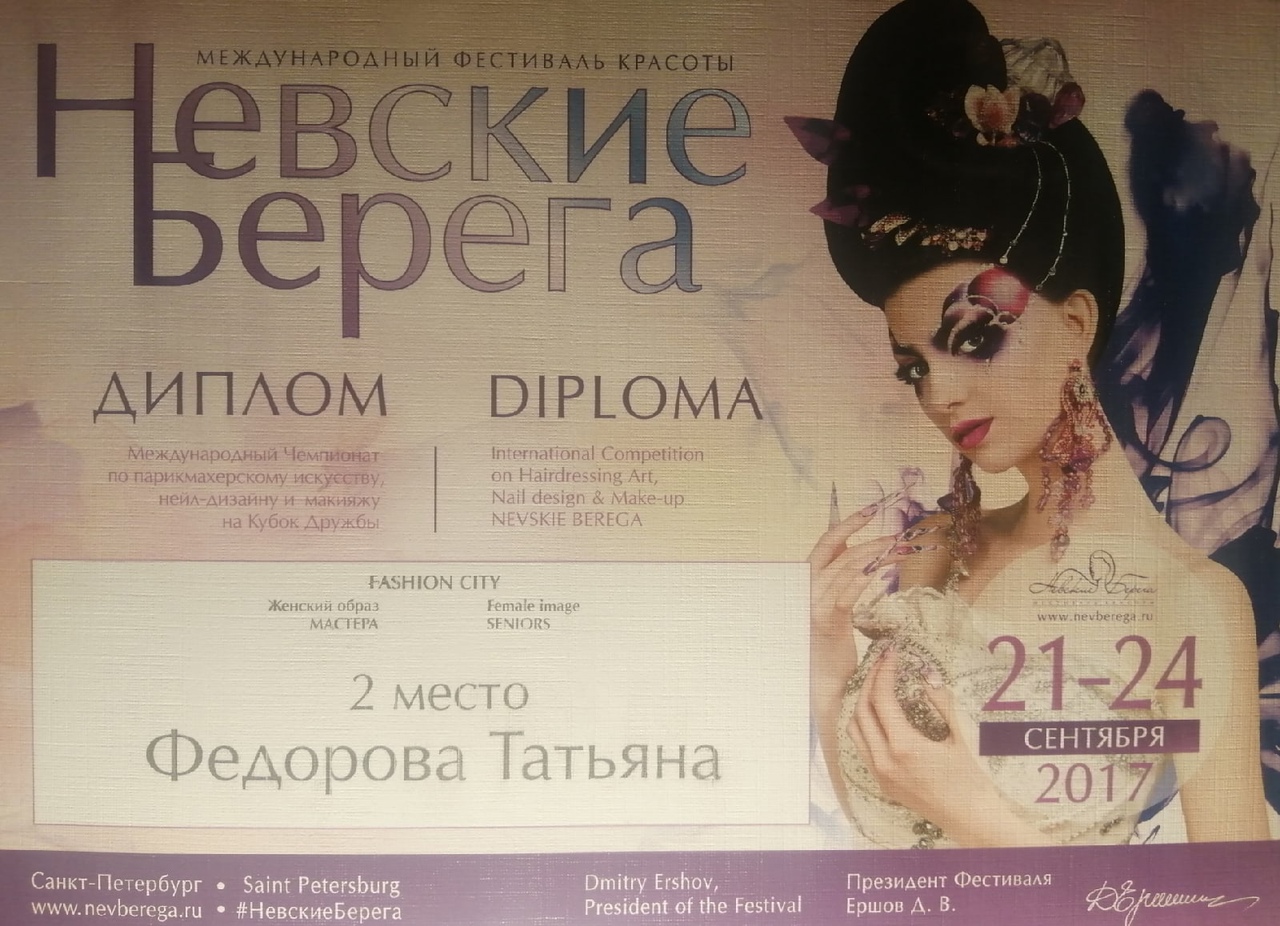 МЕЖДУНАРОДНЫЙ ФЕСТИВАЛЬ КРАСОТЫ
Невские
Берега
ДИПЛОМ
Международный Чемпионат
по парикмахерскому искусству,
нейл-дизайну и макияжу
на Кубок Дружбы
DIPLOMA
International Competition
on Hairdressing Art,
Nail design & Make-up
NEVSKIE BEREGA
FASHION CITY
Женский образ
МАСТЕРА
Female image
SENIORS
2 место
Федорова Татьяна
Невские Берега
www.nevberega.ru
21-24
СЕНТЯБРЯ
2017
Санкт-Петербург • Saint Petersburg
www.nevberega.ru • #НевскиеБерега
Dmitry Ershov,
President of the Festival
Президент Фестиваля
Ершов Д. В.